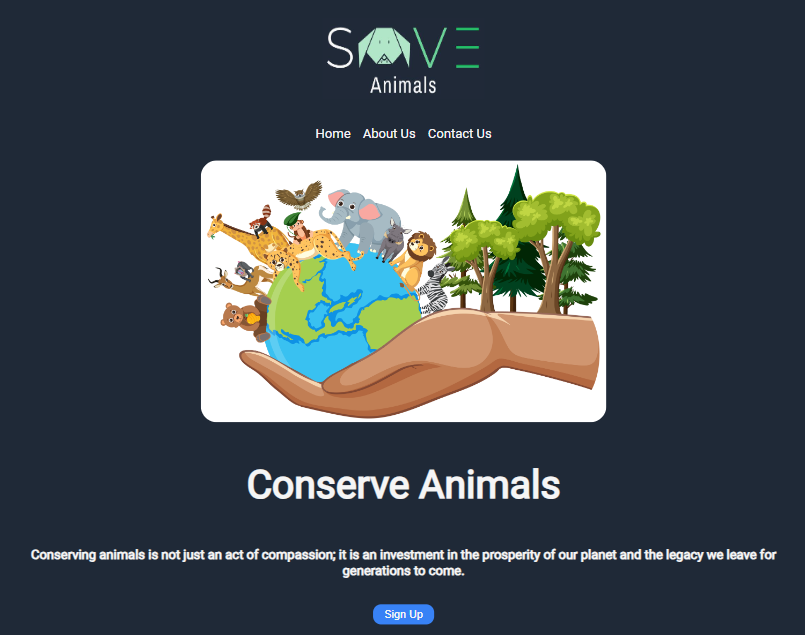 SAVE
Animals
Home About Us Contact Us
Conserve Animals
Conserving animals is not just an act of compassion; it is an investment in the prosperity of our planet and the legacy we leave for
generations to come.
Sign Up